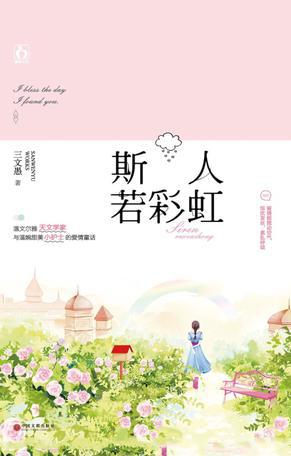 I bless the day
I found you.
三文愚 著
SANWENYU
WORKS
斯人
若彩虹
Siren
温文尔雅天文学家
与温婉甜美小护士的爱情童话